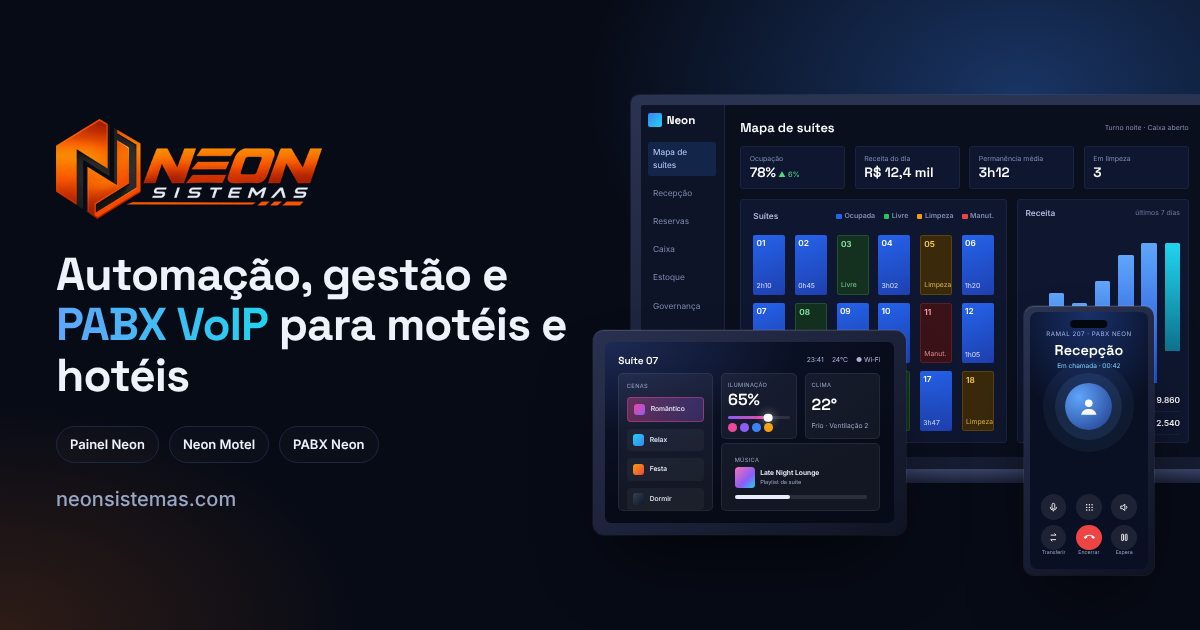 NEON
SISTEMAS
Automação, gestão e
PABX VoIP para motéis e
hotéis
Painel Neon
Neon Motel
PABX Neon
neonsistemas.com
Neon
Mapa de
suítes
Recepção
Reservas
Caixa
Estoque
Governança
Mapa de suítes
Turno noite · Caixa aberto
Ocupação
78% ▲ 6%
Receita do dia
R$ 12,4 mil
Permanência média
3h12
Em limpeza
3
Suítes
Ocupada Livre Limpeza Manut.
01 02 03 04 05 06
2h10 0h45 Livre 3h02 Limpeza 1h20
07 08 09 10 11 12
Manut. 1h05
17 18
3h47 Limpeza
Receita
últimos 7 dias
9.860
2.540
Suíte 07
23:41 24°C Wi-Fi
CENAS
Romântico
Relax
Festa
Dormir
ILUMINAÇÃO
65%
CLIMA
22°
Frio · Ventilação 2
MÚSICA
Late Night Lounge
Playlist da suíte
RAMAL 207 · PABX NEON
Recepção
Em chamada · 00:42
Transferir
Encerrar
Espera